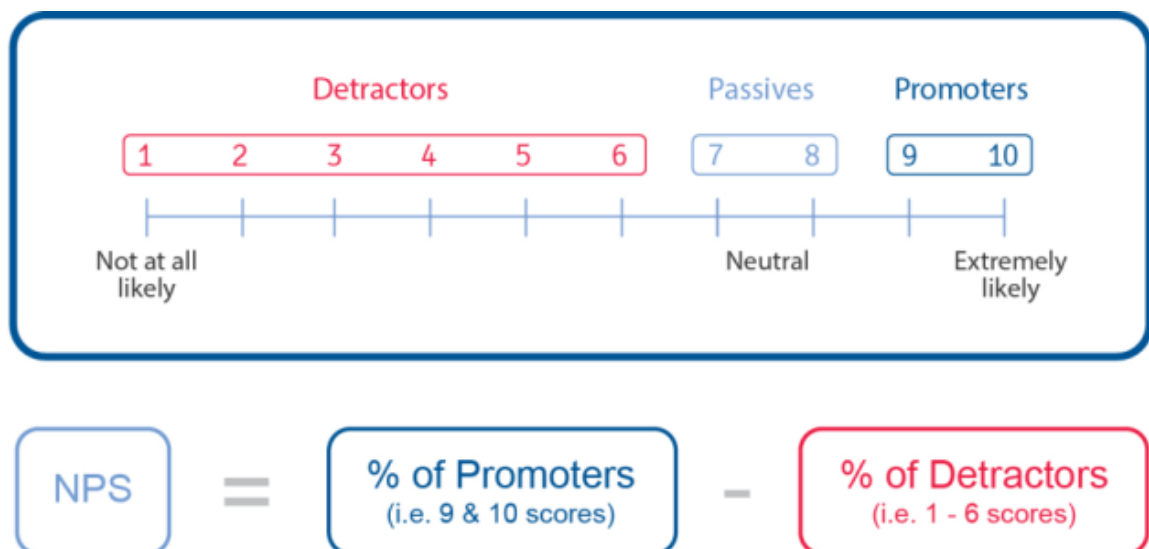 Detractors Passives Promoters
1 2 3 4 5 6 7 8 9 10
Not at all likely Neutral Extremely likely
NPS = % of Promoters - % of Detractors
(i.e. 9 & 10 scores) (i.e. 1 - 6 scores)